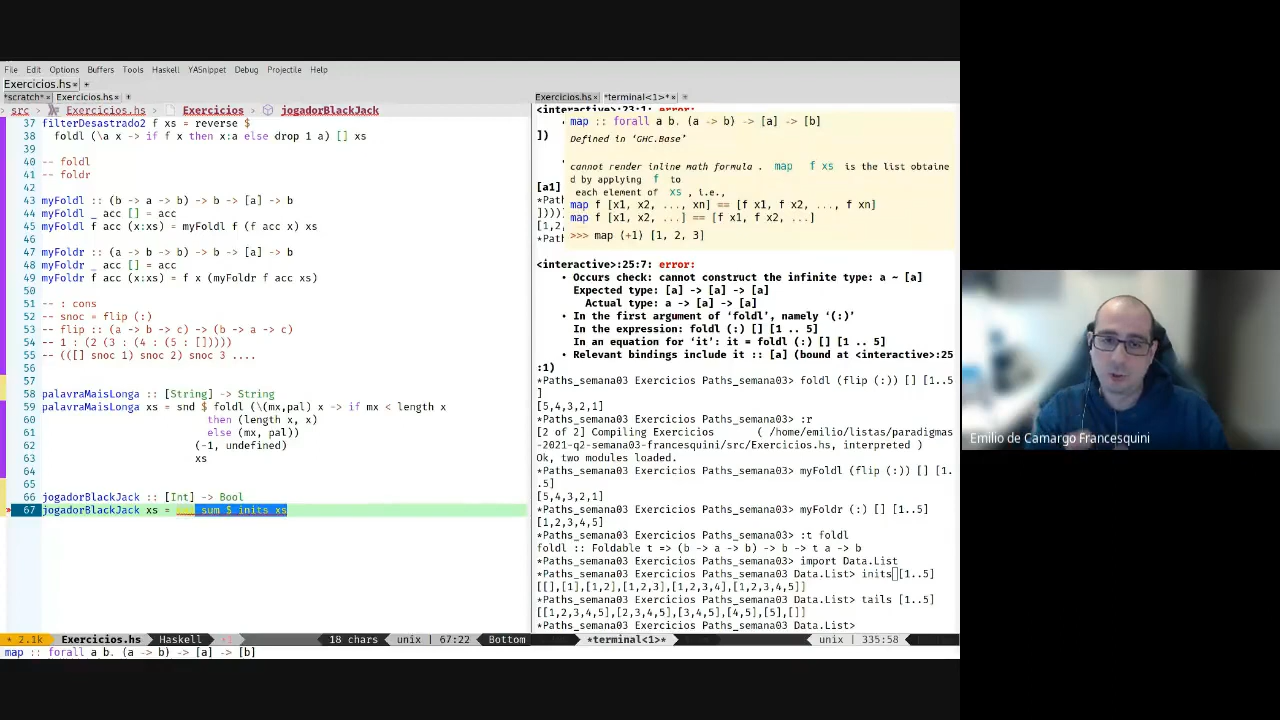 File Edit Options Buffers Tools Haskell YASnippet Debug Projectile Help
Exercicios.hs× +
*scratch*× Exercicios.hs× +
src › Exercicios.hs › Exercicios › jogadorBlackJack
37 filterDesastrado2 f xs = reverse $
38 foldl (\a x -> if f x then x:a else drop 1 a) [] xs
39
40 -- foldl
41 -- foldr
42
43 myFoldl :: (b -> a -> b) -> b -> [a] -> b
44 myFoldl _ acc [] = acc
45 myFoldl f acc (x:xs) = myFoldl f (f acc x) xs
46
47 myFoldr :: (a -> b -> b) -> b -> [a] -> b
48 myFoldr _ acc [] = acc
49 myFoldr f acc (x:xs) = f x (myFoldr f acc xs)
50
51 -- : cons
52 -- snoc = flip (:)
53 -- flip :: (a -> b -> c) -> (b -> a -> c)
54 -- 1 : (2 (3 : (4 : (5 : []))))
55 -- (([] snoc 1) snoc 2) snoc 3 ....
56
57
58 palavraMaisLonga :: [String] -> String
59 palavraMaisLonga xs = snd $ foldl (\(mx,pal) x -> if mx < length x
60 then (length x, x)
61 else (mx, pal))
62 (-1, undefined)
63 xs
64
65
66 jogadorBlackJack :: [Int] -> Bool
67 jogadorBlackJack xs = sum $ inits xs
2.1k Exercicios.hs Haskell 18 chars unix | 67:22 Bottom
map :: forall a b. (a -> b) -> [a] -> [b]
Exercicios.hs× *terminal<1>*× +
<interactive>:23:1: error:
map :: forall a b. (a -> b) -> [a] -> [b]
Defined in ‘GHC.Base’
])
cannot render inline math formula . map f xs is the list obtaine
d by applying f to
[a1]
each element of xs , i.e.,
map f [x1, x2, ..., xn] == [f x1, f x2, ..., f xn]
map f [x1, x2, ...] == [f x1, f x2, ...]
>>> map (+1) [1, 2, 3]
<interactive>:25:7: error:
• Occurs check: cannot construct the infinite type: a ~ [a]
Expected type: [a] -> [a] -> [a]
Actual type: a -> [a] -> [a]
• In the first argument of ‘foldl’, namely ‘(:)’
In the expression: foldl (:) [] [1 .. 5]
In an equation for ‘it’: it = foldl (:) [] [1 .. 5]
• Relevant bindings include it :: [a] (bound at <interactive>:25
:1)
*Paths_semana03 Exercicios Paths_semana03> foldl (flip (:)) [] [1..5
]
[5,4,3,2,1]
*Paths_semana03 Exercicios Paths_semana03> :r
[2 of 2] Compiling Exercicios ( /home/emilio/listas/paradigmas
-2021-q2-semana03-francesquini/src/Exercicios.hs, interpreted )
Ok, two modules loaded.
*Paths_semana03 Exercicios Paths_semana03> myFoldl (flip (:)) [] [1.
.5]
[5,4,3,2,1]
*Paths_semana03 Exercicios Paths_semana03> myFoldr (:) [] [1..5]
[1,2,3,4,5]
*Paths_semana03 Exercicios Paths_semana03> :t foldl
foldl :: Foldable t => (b -> a -> b) -> b -> t a -> b
*Paths_semana03 Exercicios Paths_semana03> import Data.List
*Paths_semana03 Exercicios Paths_semana03 Data.List> inits [1..5]
[[],[1],[1,2],[1,2,3],[1,2,3,4],[1,2,3,4,5]]
*Paths_semana03 Exercicios Paths_semana03 Data.List> tails [1..5]
[[1,2,3,4,5],[2,3,4,5],[3,4,5],[4,5],[5],[]]
*Paths_semana03 Exercicios Paths_semana03 Data.List>
*terminal<1>* unix | 335:58
Emilio de Camargo Francesquini